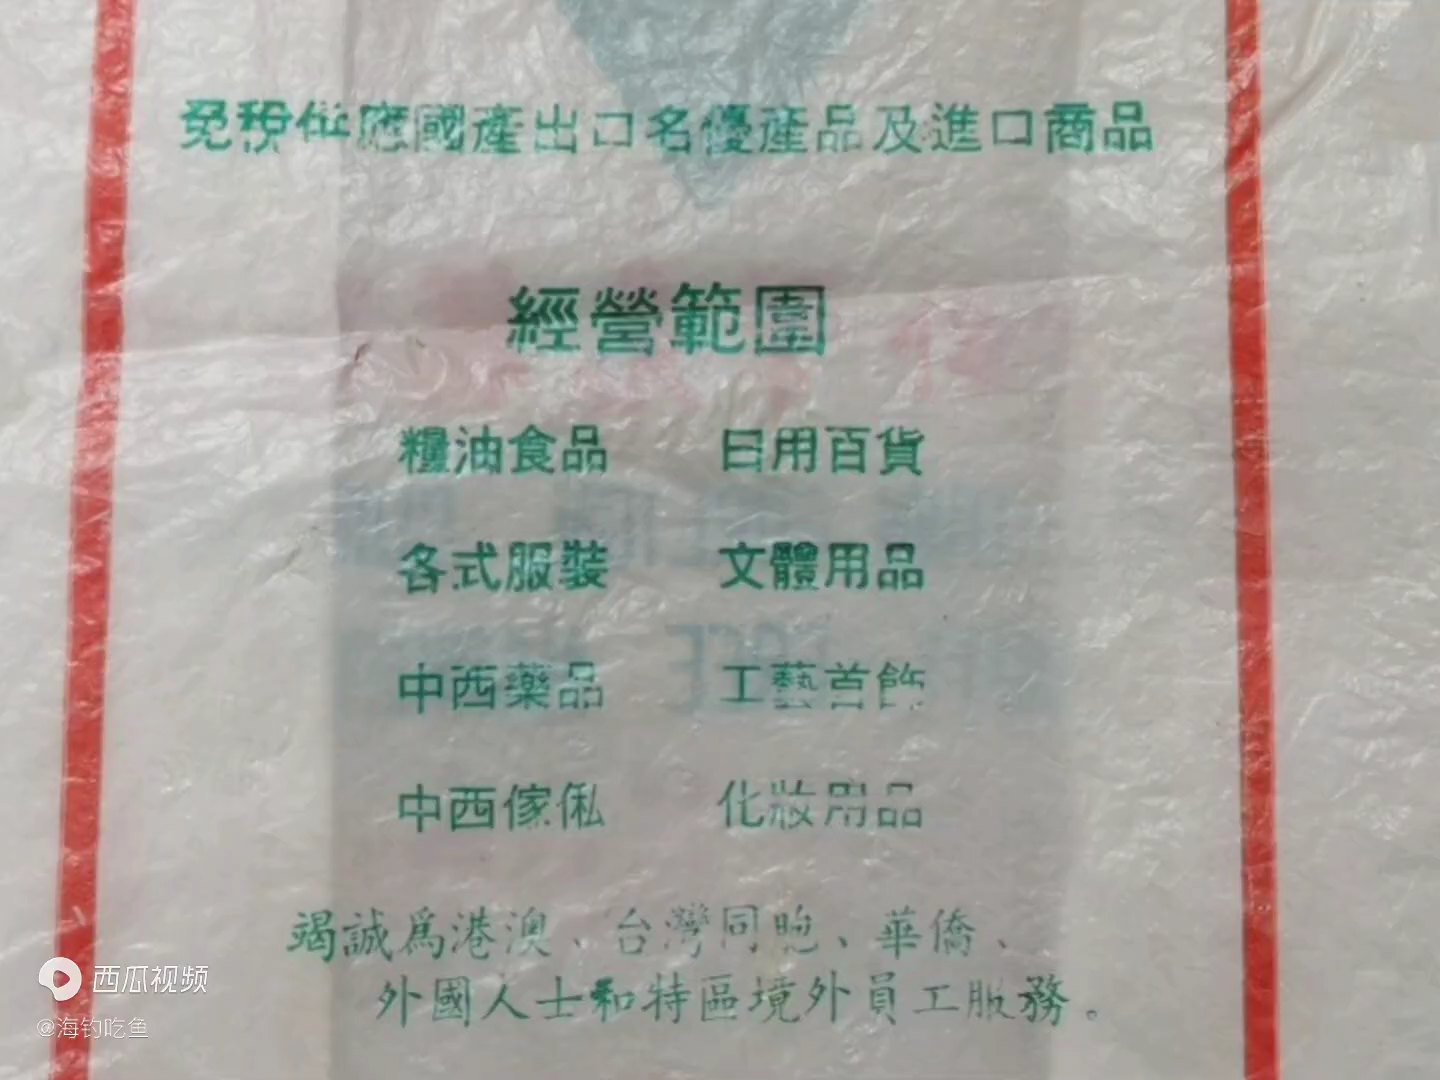 免稅供應國產出口名優產品及進口商品
經營範圍
糧油食品 日用百貨
各式服裝 文體用品
中西藥品 工藝首飾
中西傢俬 化妝用品
竭誠爲港澳、台灣同胞、華僑、
外國人士和特區境外員工服務。
西瓜视频
@海钓吃鱼